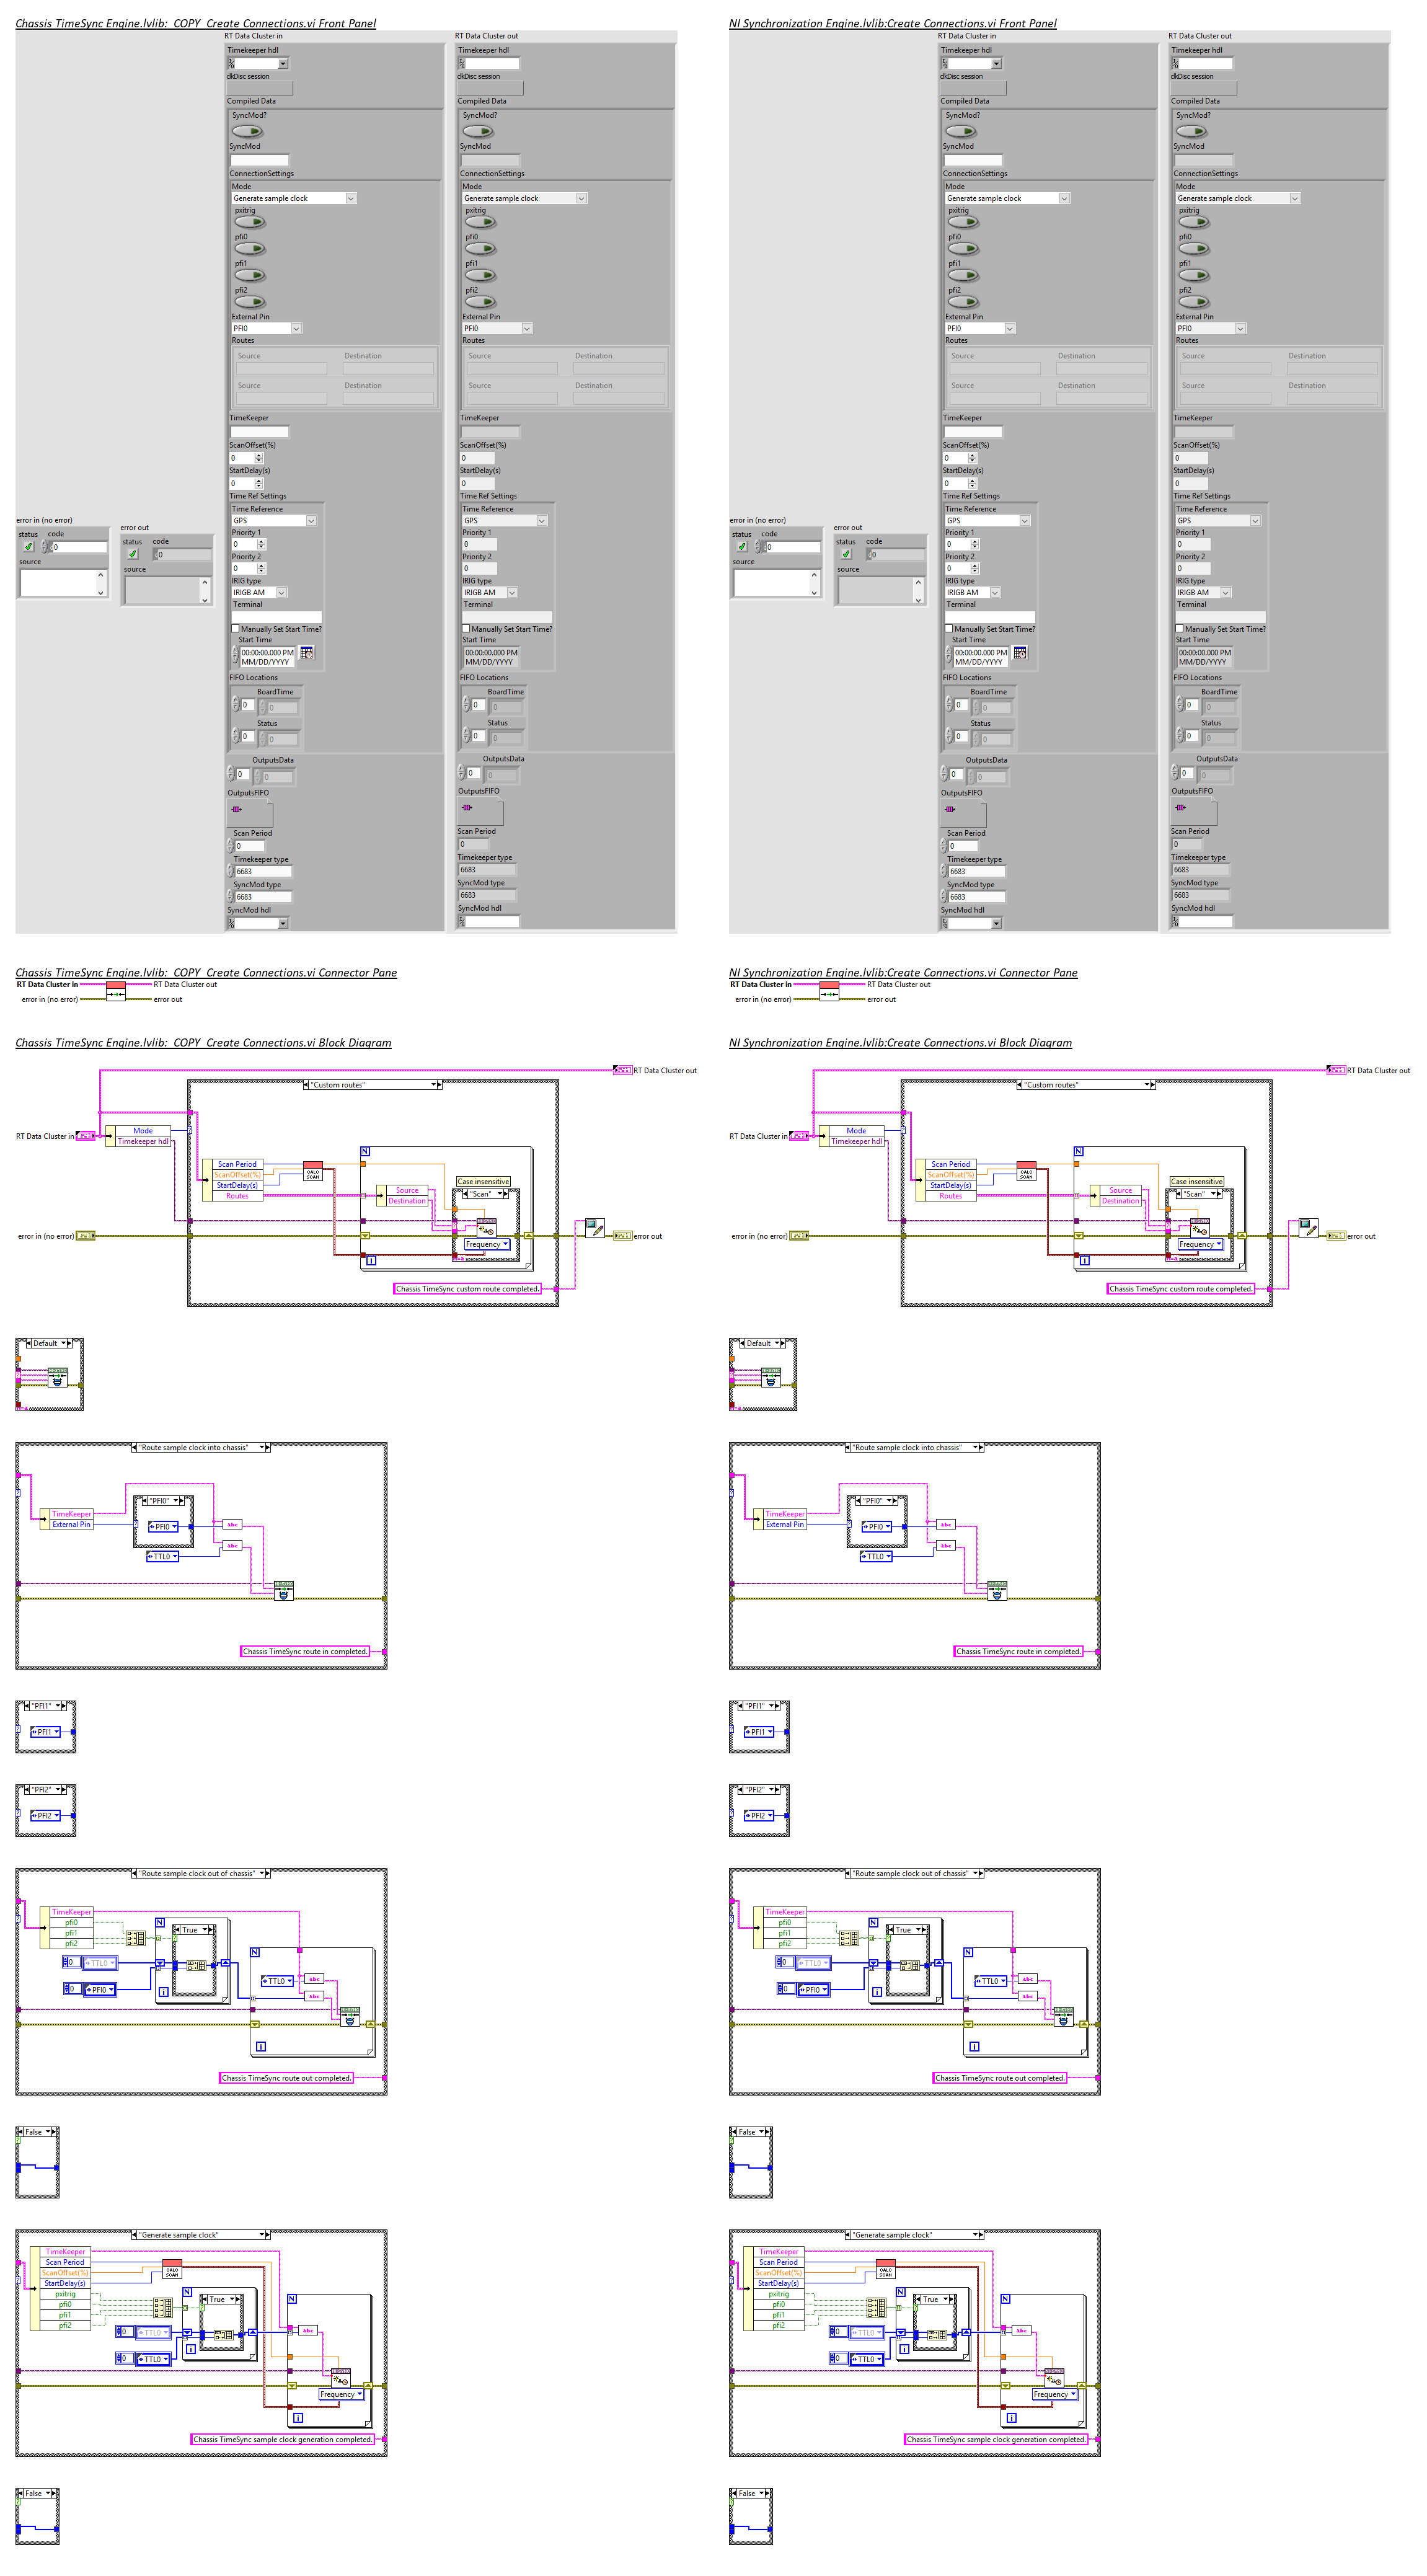 Chassis TimeSync Engine.lvlib:_COPY_Create Connections.vi Front Panel
RT Data Cluster in
RT Data Cluster out
Timekeeper hdl
Timekeeper hdl
clkDisc session
clkDisc session
Compiled Data
Compiled Data
SyncMod?
SyncMod?
SyncMod
SyncMod
ConnectionSettings
ConnectionSettings
Mode
Mode
Generate sample clock
Generate sample clock
pxitrig
pxitrig
pfi0
pfi0
pfi1
pfi1
pfi2
pfi2
External Pin
External Pin
PFI0
PFI0
Routes
Routes
Source Destination
Source Destination
Source Destination
Source Destination
TimeKeeper
TimeKeeper
ScanOffset(%)
ScanOffset(%)
0
0
StartDelay(s)
StartDelay(s)
0
0
Time Ref Settings
Time Ref Settings
Time Reference
Time Reference
GPS
GPS
Priority 1
Priority 1
0
0
Priority 2
Priority 2
0
0
IRIG type
IRIG type
IRIGB AM
IRIGB AM
Terminal
Terminal
Manually Set Start Time?
Manually Set Start Time?
Start Time
Start Time
00:00:00.000 PM
MM/DD/YYYY
00:00:00.000 PM
MM/DD/YYYY
error in (no error)
status code
0
source
error out
status code
0
source
FIFO Locations
FIFO Locations
BoardTime
BoardTime
0 0
0 0
Status
Status
0 0
0 0
OutputsData
OutputsData
0 0
0 0
OutputsFIFO
OutputsFIFO
Scan Period
Scan Period
0
0
Timekeeper type
Timekeeper type
6683
6683
SyncMod type
SyncMod type
6683
6683
SyncMod hdl
SyncMod hdl
NI Synchronization Engine.lvlib:Create Connections.vi Front Panel
RT Data Cluster in
RT Data Cluster out
Timekeeper hdl
Timekeeper hdl
clkDisc session
clkDisc session
Compiled Data
Compiled Data
SyncMod?
SyncMod?
SyncMod
SyncMod
ConnectionSettings
ConnectionSettings
Mode
Mode
Generate sample clock
Generate sample clock
pxitrig
pxitrig
pfi0
pfi0
pfi1
pfi1
pfi2
pfi2
External Pin
External Pin
PFI0
PFI0
Routes
Routes
Source Destination
Source Destination
Source Destination
Source Destination
TimeKeeper
TimeKeeper
ScanOffset(%)
ScanOffset(%)
0
0
StartDelay(s)
StartDelay(s)
0
0
Time Ref Settings
Time Ref Settings
Time Reference
Time Reference
GPS
GPS
Priority 1
Priority 1
0
0
Priority 2
Priority 2
0
0
IRIG type
IRIG type
IRIGB AM
IRIGB AM
Terminal
Terminal
Manually Set Start Time?
Manually Set Start Time?
Start Time
Start Time
00:00:00.000 PM
MM/DD/YYYY
00:00:00.000 PM
MM/DD/YYYY
error in (no error)
status code
0
source
error out
status code
0
source
FIFO Locations
FIFO Locations
BoardTime
BoardTime
0 0
0 0
Status
Status
0 0
0 0
OutputsData
OutputsData
0 0
0 0
OutputsFIFO
OutputsFIFO
Scan Period
Scan Period
0
0
Timekeeper type
Timekeeper type
6683
6683
SyncMod type
SyncMod type
6683
6683
SyncMod hdl
SyncMod hdl
Chassis TimeSync Engine.lvlib:_COPY_Create Connections.vi Connector Pane
RT Data Cluster in
RT Data Cluster out
error in (no error)
error out
NI Synchronization Engine.lvlib:Create Connections.vi Connector Pane
RT Data Cluster in
RT Data Cluster out
error in (no error)
error out
Chassis TimeSync Engine.lvlib:_COPY_Create Connections.vi Block Diagram
RT Data Cluster out
"Custom routes"
RT Data Cluster in
Mode
Timekeeper hdl
N
Scan Period
ScanOffset(%)
StartDelay(s)
Routes
CALC
SCAN
Source
Destination
Case insensitive
"Scan"
Frequency
i
error in (no error)
error out
Chassis TimeSync custom route completed.
Default
"Route sample clock into chassis"
TimeKeeper
External Pin
"PFI0"
PFI0
TTL0
abc
abc
Chassis TimeSync route in completed.
"PFI1"
PFI1
"PFI2"
PFI2
"Route sample clock out of chassis"
TimeKeeper
pfi0
pfi1
pfi2
N
True
0 TTL0
0 PFI0
i
N
TTL0
abc
abc
i
Chassis TimeSync route out completed.
False
"Generate sample clock"
TimeKeeper
Scan Period
ScanOffset(%)
StartDelay(s)
pxitrig
pfi0
pfi1
pfi2
CALC
SCAN
N
True
0 TTL0
0 TTL0
i
N
abc
Frequency
i
Chassis TimeSync sample clock generation completed.
False
NI Synchronization Engine.lvlib:Create Connections.vi Block Diagram
RT Data Cluster out
"Custom routes"
RT Data Cluster in
Mode
Timekeeper hdl
N
Scan Period
ScanOffset(%)
StartDelay(s)
Routes
CALC
SCAN
Source
Destination
Case insensitive
"Scan"
Frequency
i
error in (no error)
error out
Chassis TimeSync custom route completed.
Default
"Route sample clock into chassis"
TimeKeeper
External Pin
"PFI0"
PFI0
TTL0
abc
abc
Chassis TimeSync route in completed.
"PFI1"
PFI1
"PFI2"
PFI2
"Route sample clock out of chassis"
TimeKeeper
pfi0
pfi1
pfi2
N
True
0 TTL0
0 PFI0
i
N
TTL0
abc
abc
i
Chassis TimeSync route out completed.
False
"Generate sample clock"
TimeKeeper
Scan Period
ScanOffset(%)
StartDelay(s)
pxitrig
pfi0
pfi1
pfi2
CALC
SCAN
N
True
0 TTL0
0 TTL0
i
N
abc
Frequency
i
Chassis TimeSync sample clock generation completed.
False